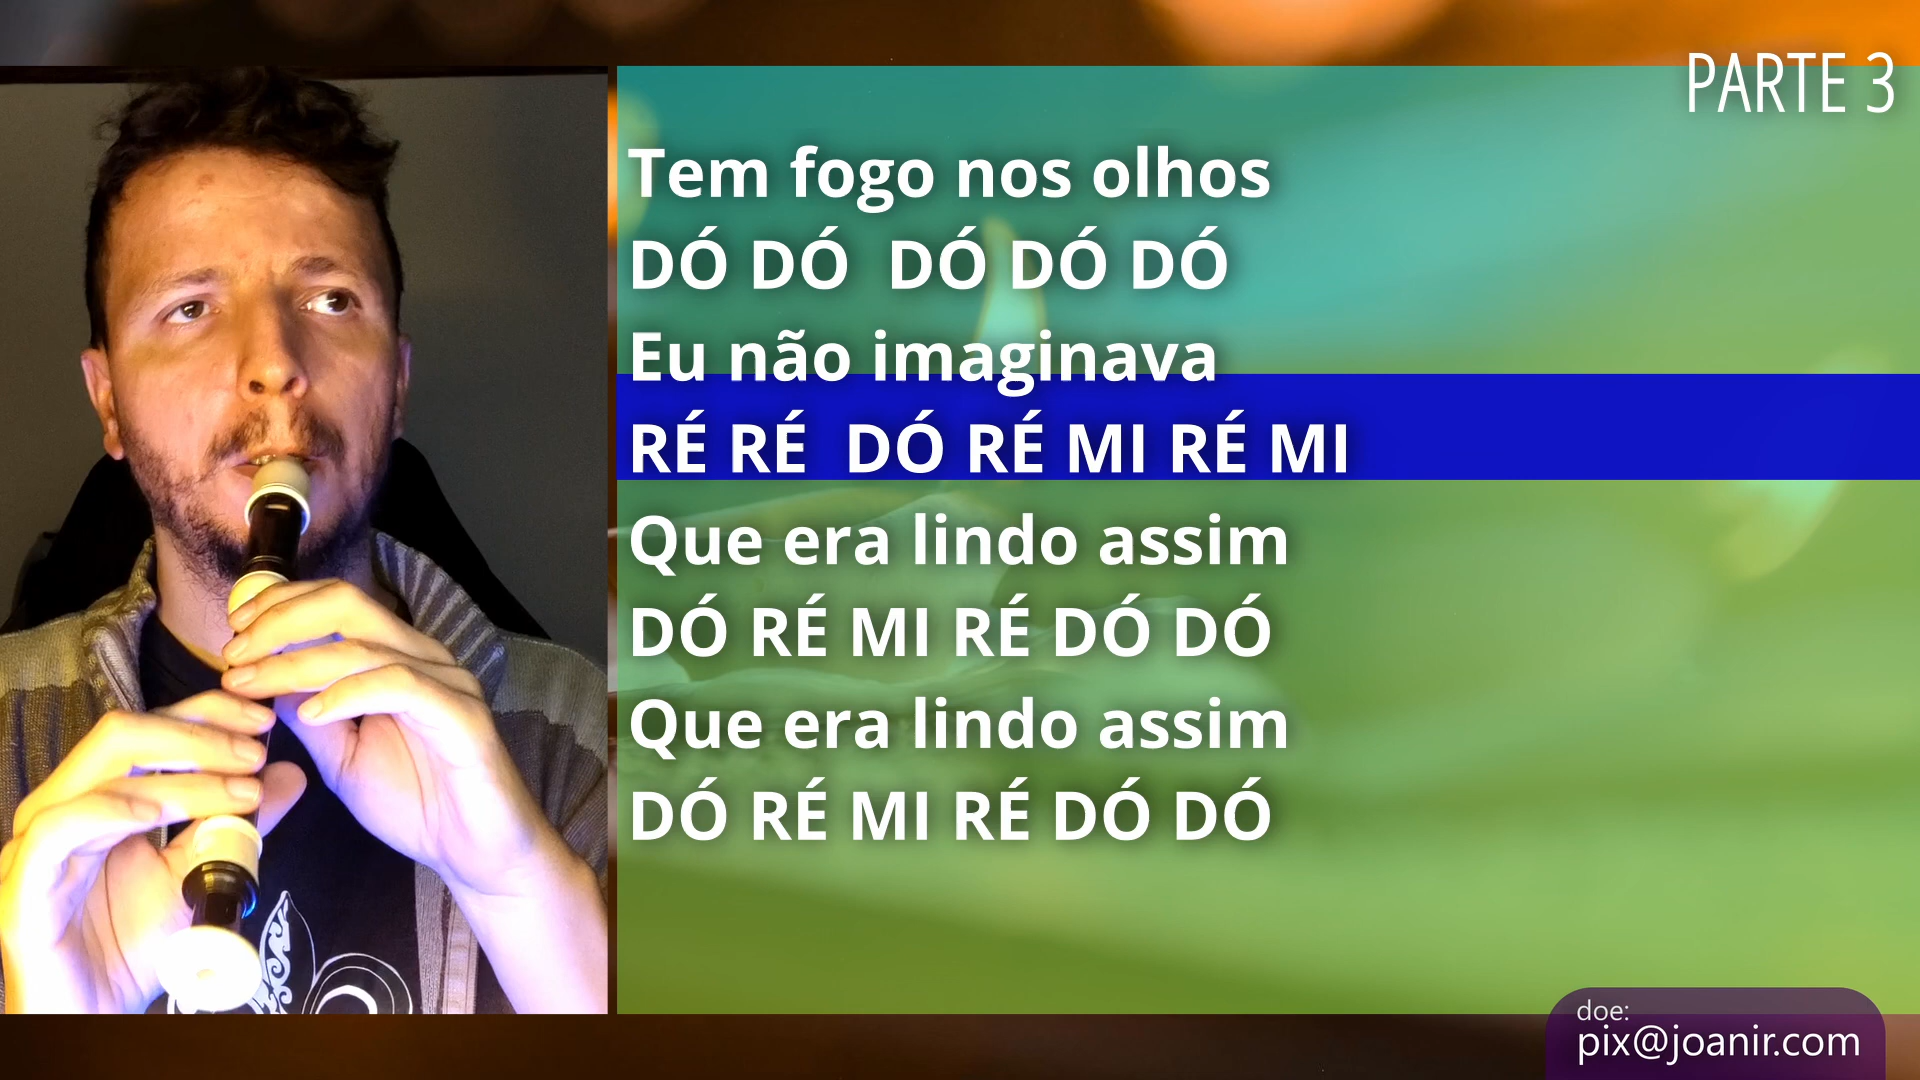 PARTE 3
Tem fogo nos olhos
DÓ DÓ  DÓ DÓ DÓ
Eu não imaginava
RÉ RÉ  DÓ RÉ MI RÉ MI
Que era lindo assim
DÓ RÉ MI RÉ DÓ DÓ
Que era lindo assim
DÓ RÉ MI RÉ DÓ DÓ
doe:
pix@joanir.com